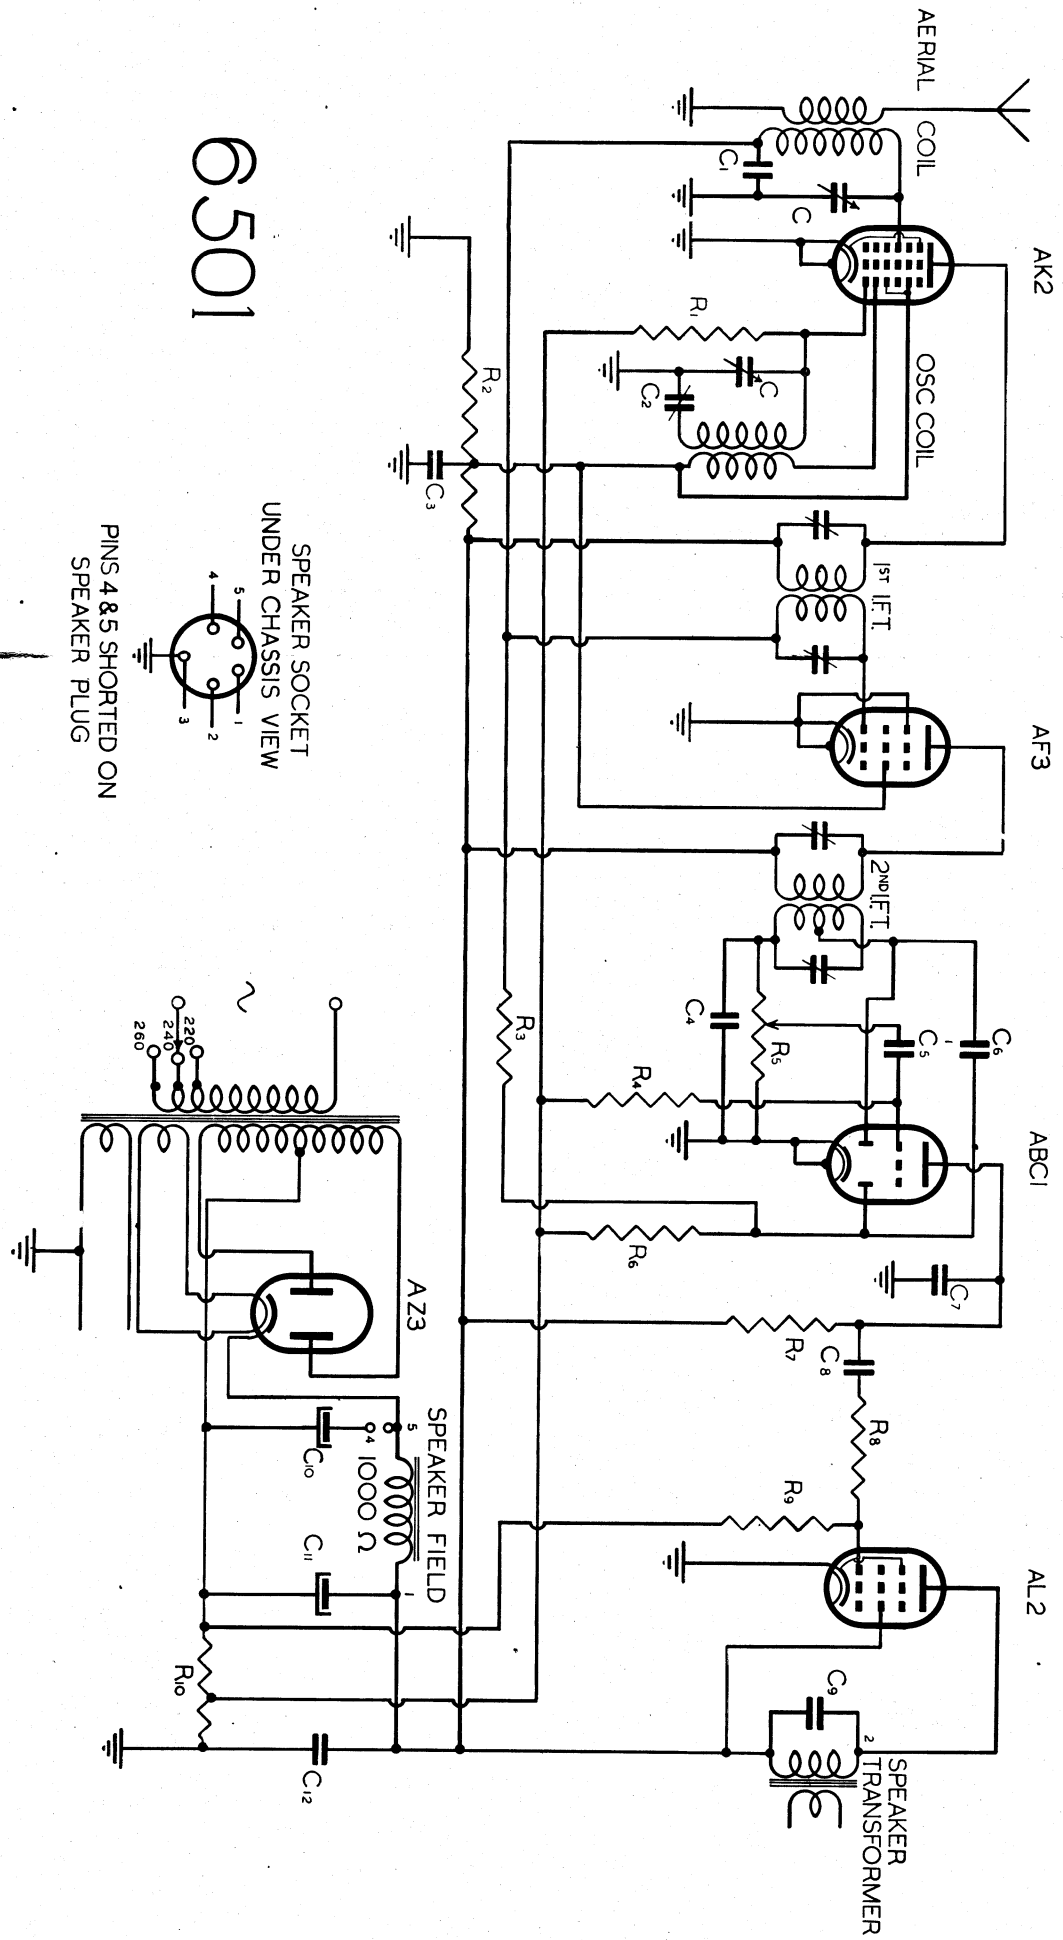 AERIAL
COIL
C₁
C
AK2
R₁
C
C₂
OSC COIL
R₂
C₃
1ST I.F.T.
AF3
2ND I.F.T.
C₄
R₅
C₅
C₆
R₃
R₄
ABC1
R₆
C₇
R₇
C₈
R₈
R₉
AL2
C₉
2
SPEAKER
TRANSFORMER
6501
SPEAKER SOCKET
UNDER CHASSIS VIEW
4
5
1
2
3
PINS 4 & 5 SHORTED ON
SPEAKER PLUG
220
240
260
AZ3
SPEAKER FIELD
1000 Ω
5
4
1
C₁₀
C₁₁
R₁₀
C₁₂